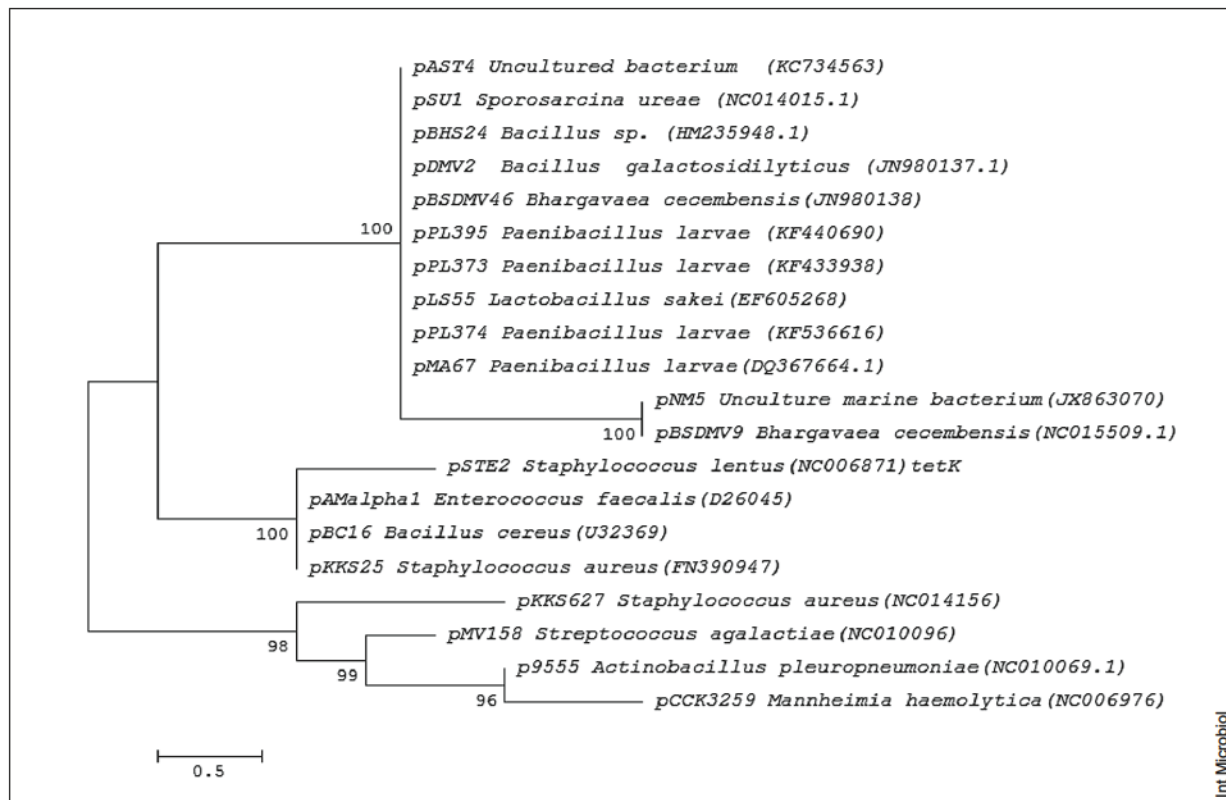 pAST4 Uncultured bacterium (KC734563)
pSU1 Sporosarcina ureae (NC014015.1)
pBHS24 Bacillus sp. (HM235948.1)
pDMV2 Bacillus galactosidilyticus (JN980137.1)
pBSDMV46 Bhargavaea cecembensis(JN980138)
100
pPL395 Paenibacillus larvae (KF440690)
pPL373 Paenibacillus larvae (KF433938)
pLS55 Lactobacillus sakei(EF605268)
pPL374 Paenibacillus larvae (KF536616)
pMA67 Paenibacillus larvae(DQ367664.1)
pNM5 Unculture marine bacterium(JX863070)
100
pBSDMV9 Bhargavaea cecembensis(NC015509.1)
pSTE2 Staphylococcus lentus(NC006871)tetK
pAMalpha1 Enterococcus faecalis(D26045)
100
pBC16 Bacillus cereus(U32369)
pKKS25 Staphylococcus aureus(FN390947)
pKKS627 Staphylococcus aureus(NC014156)
98
pMV158 Streptococcus agalactiae(NC010096)
99
p9555 Actinobacillus pleuropneumoniae(NC010069.1)
96
pCCK3259 Mannheimia haemolytica(NC006976)
0.5
Int Microbiol